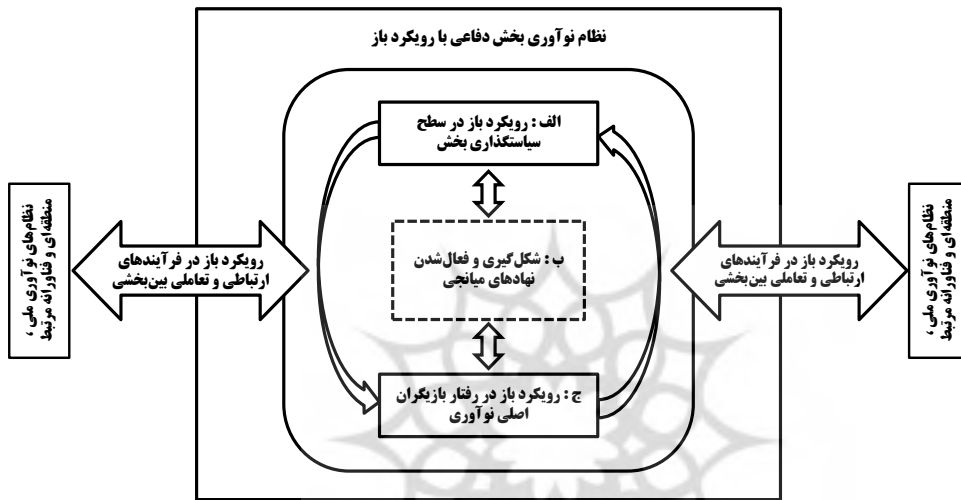 نظام نوآوری بخش دفاعی با رویکرد باز
الف : رویکرد باز در سطح
سیاستگذاری بخش
نظام‌های نوآوری ملی ،
منطقه‌ای و فناورانه مرتبط
رویکرد باز در فرآیندهای
ارتباطی و تعاملی بین‌بخشی
ب : شکل‌گیری و فعال‌شدن
نهادهای میانجی
رویکرد باز در فرآیندهای
ارتباطی و تعاملی بین‌بخشی
نظام‌های نوآوری ملی ،
منطقه‌ای و فناورانه مرتبط
ج : رویکرد باز در رفتار بازیگران
اصلی نوآوری